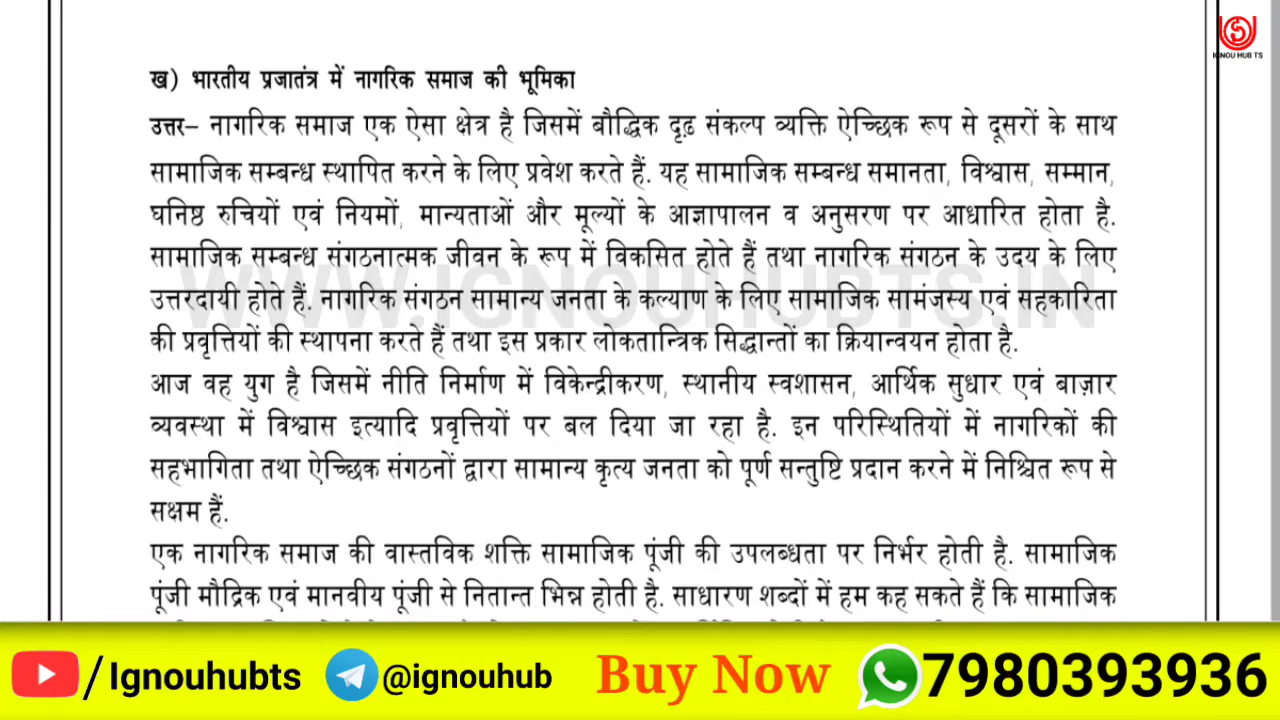 IGNOU HUB TS
ख) भारतीय प्रजातंत्र में नागरिक समाज की भूमिका
उत्तर– नागरिक समाज एक ऐसा क्षेत्र है जिसमें बौद्धिक दृढ़ संकल्प व्यक्ति ऐच्छिक रूप से दूसरों के साथ
सामाजिक सम्बन्ध स्थापित करने के लिए प्रवेश करते हैं. यह सामाजिक सम्बन्ध समानता, विश्वास, सम्मान,
घनिष्ठ रुचियों एवं नियमों, मान्यताओं और मूल्यों के आज्ञापालन व अनुसरण पर आधारित होता है.
सामाजिक सम्बन्ध संगठनात्मक जीवन के रूप में विकसित होते हैं तथा नागरिक संगठन के उदय के लिए
उत्तरदायी होते हैं. नागरिक संगठन सामान्य जनता के कल्याण के लिए सामाजिक सामंजस्य एवं सहकारिता
WWW.IGNOUHUBTS.IN
की प्रवृत्तियों की स्थापना करते हैं तथा इस प्रकार लोकतान्त्रिक सिद्धान्तों का क्रियान्वयन होता है.
आज वह युग है जिसमें नीति निर्माण में विकेन्द्रीकरण, स्थानीय स्वशासन, आर्थिक सुधार एवं बाज़ार
व्यवस्था में विश्वास इत्यादि प्रवृत्तियों पर बल दिया जा रहा है. इन परिस्थितियों में नागरिकों की
सहभागिता तथा ऐच्छिक संगठनों द्वारा सामान्य कृत्य जनता को पूर्ण सन्तुष्टि प्रदान करने में निश्चित रूप से
सक्षम हैं.
एक नागरिक समाज की वास्तविक शक्ति सामाजिक पूंजी की उपलब्धता पर निर्भर होती है. सामाजिक
पूंजी मौद्रिक एवं मानवीय पूंजी से नितान्त भिन्न होती है. साधारण शब्दों में हम कह सकते हैं कि सामाजिक
/Ignouhubts @ignouhub Buy Now 7980393936